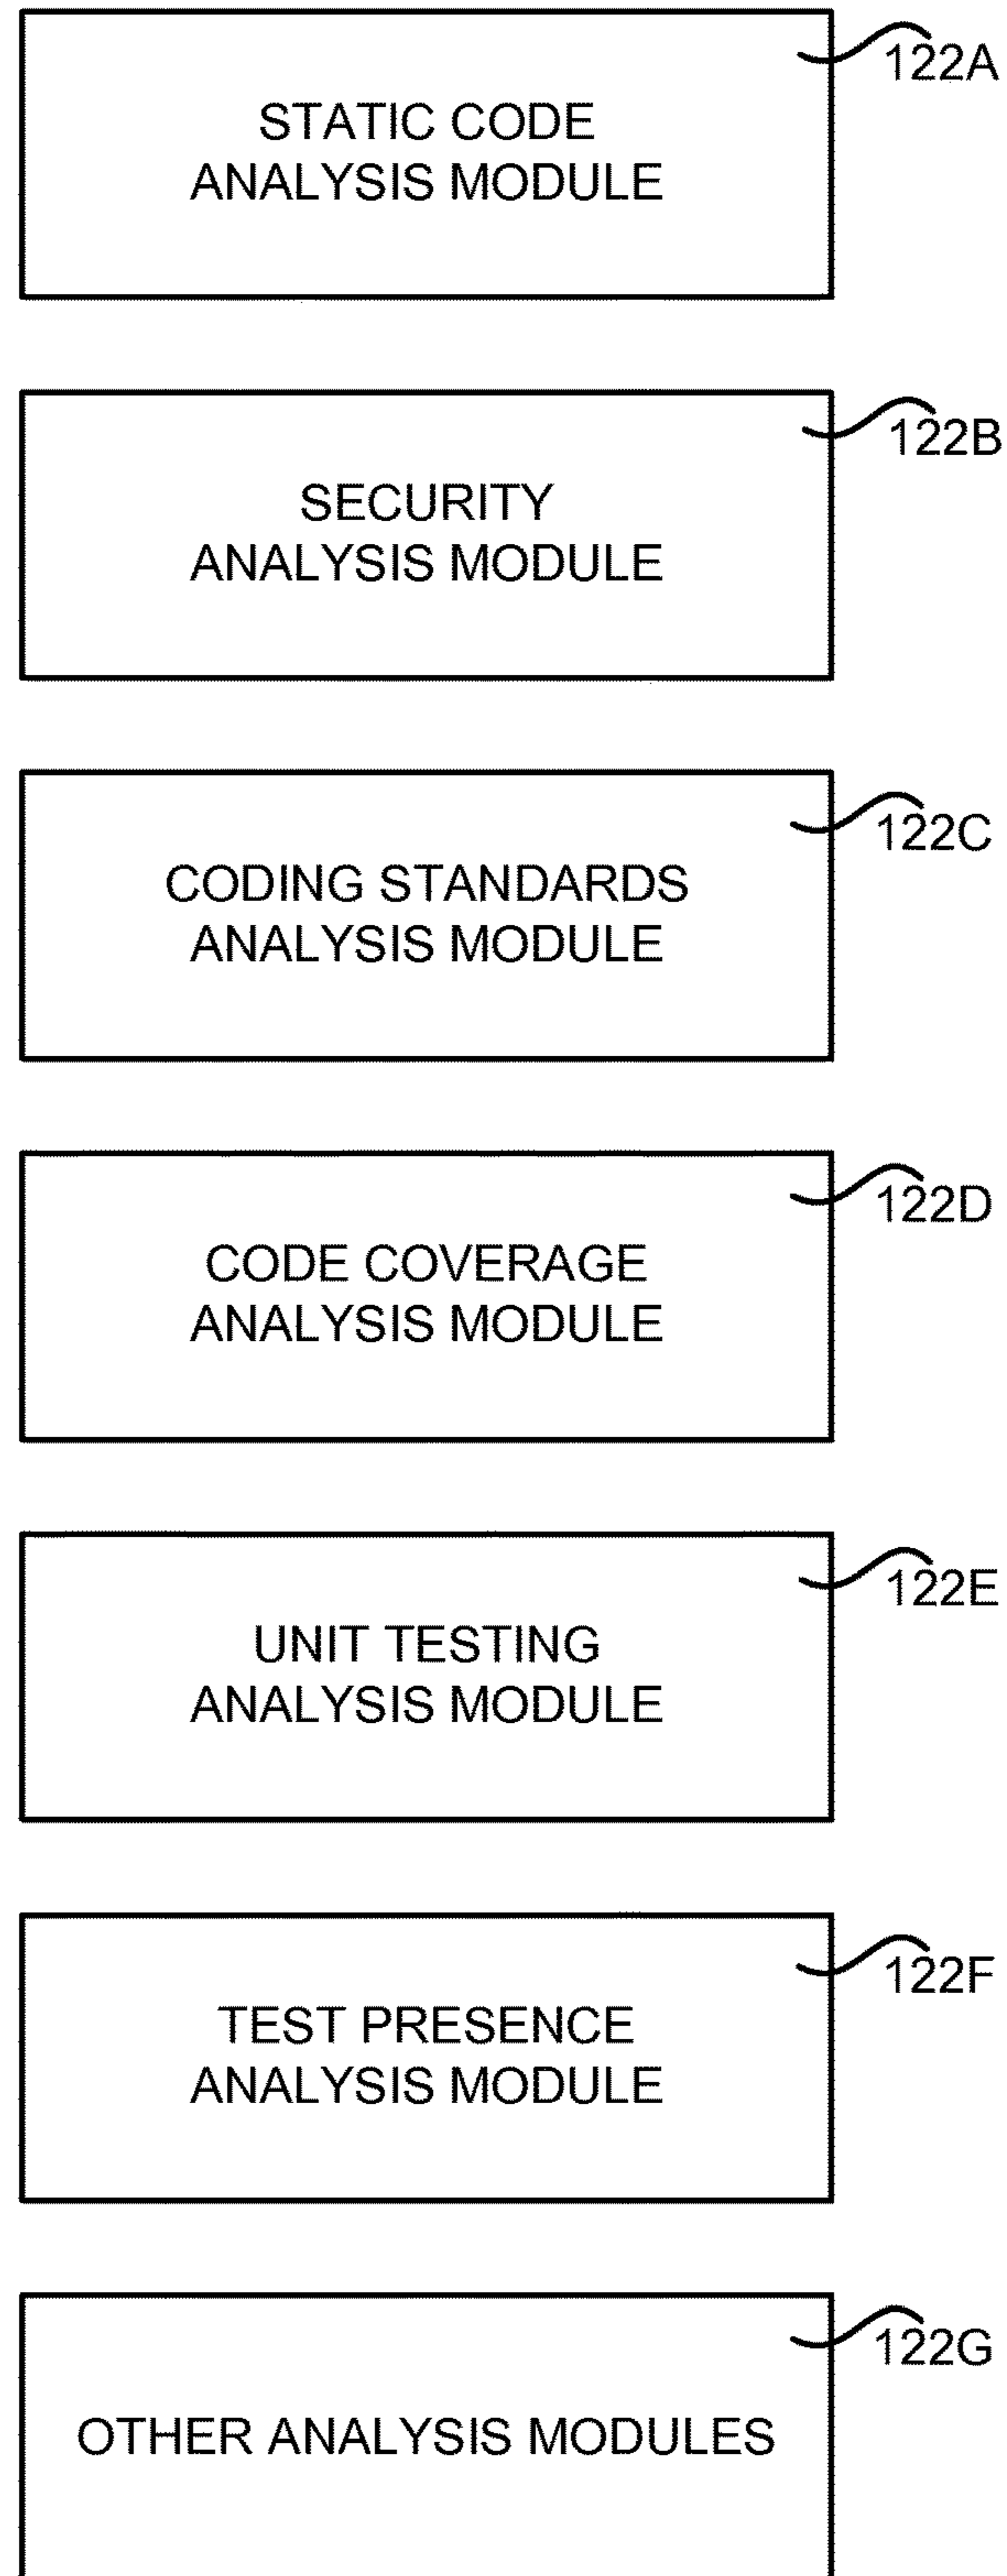 122A
STATIC CODE
ANALYSIS MODULE
122B
SECURITY
ANALYSIS MODULE
122C
CODING STANDARDS
ANALYSIS MODULE
122D
CODE COVERAGE
ANALYSIS MODULE
122E
UNIT TESTING
ANALYSIS MODULE
122F
TEST PRESENCE
ANALYSIS MODULE
122G
OTHER ANALYSIS MODULES